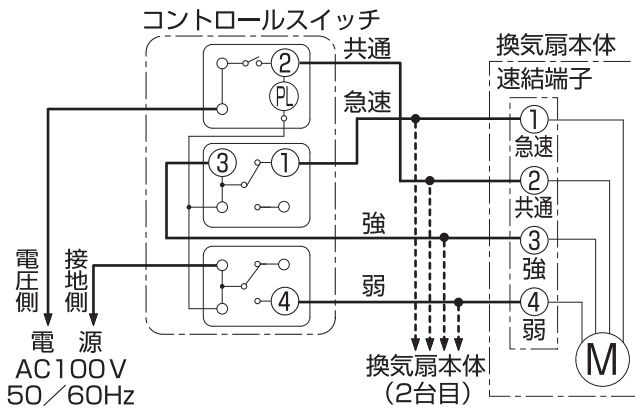 コントロールスイッチ
共通
換気扇本体
速結端子
2
PL
急速
1
急速
3
1
2
共通
強
3
強
電圧側
接地側
弱
4
4
弱
電源
AC100V
50/60Hz
換気扇本体
(2台目)
M